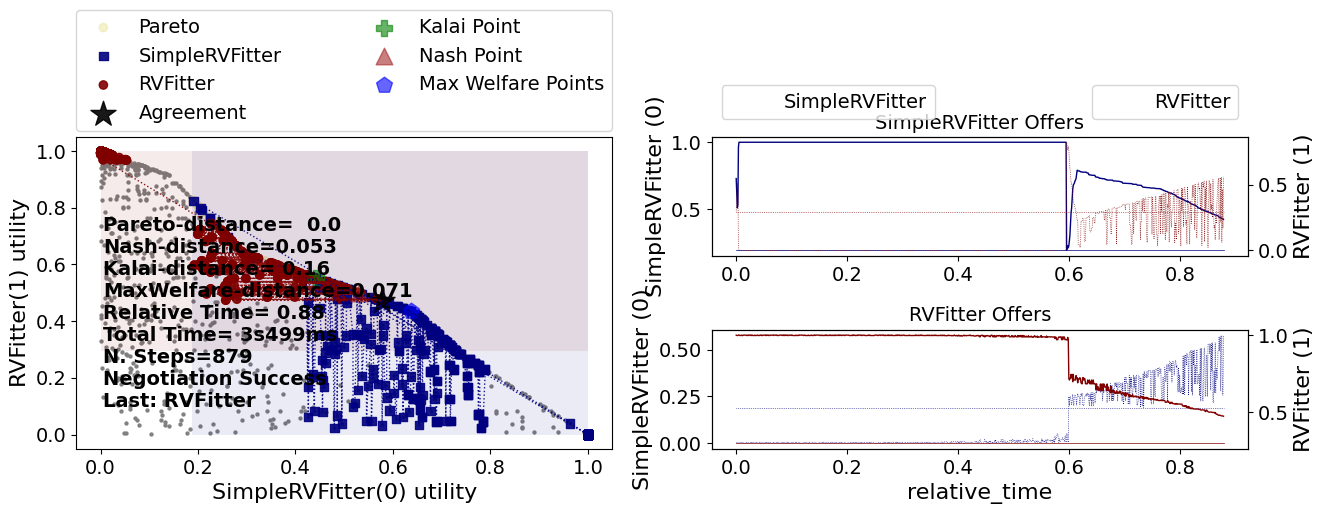 Pareto
SimpleRVFitter
RVFitter
Agreement
Kalai Point
Nash Point
Max Welfare Points
RVFitter(1) utility
1.0
0.8
0.6
0.4
0.2
0.0
Pareto-distance= 0.0
Nash-distance=0.053
Kalai-distance= 0.16
MaxWelfare-distance=0.071
Relative Time= 0.88
Total Time= 3s499ms
N. Steps=879
Negotiation Success
Last: RVFitter
0.0 0.2 0.4 0.6 0.8 1.0
SimpleRVFitter(0) utility
SimpleRVFitter
RVFitter
SimpleRVFitter Offers
SimpleRVFitter (0)
1.0
0.5
0.5
0.0
RVFitter (1)
0.0 0.2 0.4 0.6 0.8
RVFitter Offers
SimpleRVFitter (0)
0.50
0.25
0.00
1.0
0.5
RVFitter (1)
0.0 0.2 0.4 0.6 0.8
relative_time